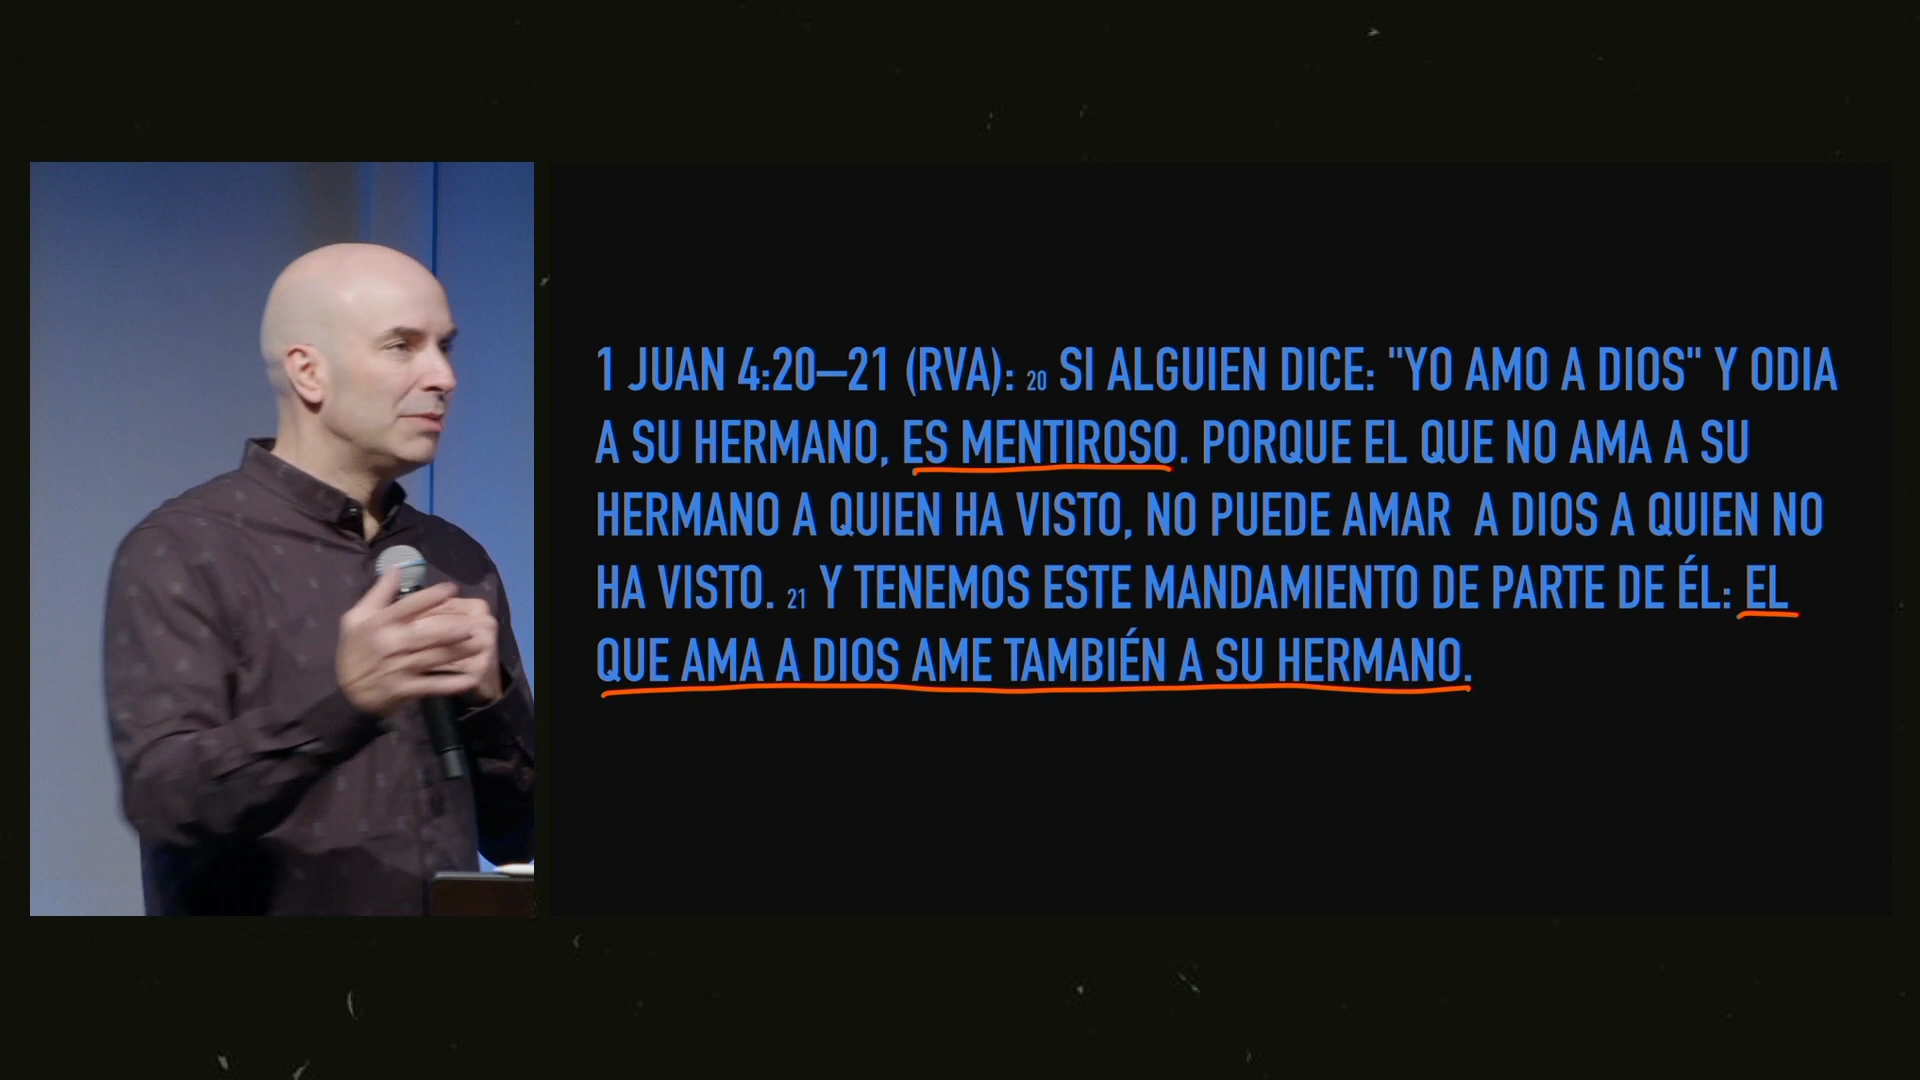 1 JUAN 4:20–21 (RVA): 20 SI ALGUIEN DICE: "YO AMO A DIOS" Y ODIA
A SU HERMANO, ES MENTIROSO. PORQUE EL QUE NO AMA A SU
HERMANO A QUIEN HA VISTO, NO PUEDE AMAR  A DIOS A QUIEN NO
HA VISTO. 21 Y TENEMOS ESTE MANDAMIENTO DE PARTE DE ÉL: EL
QUE AMA A DIOS AME TAMBIÉN A SU HERMANO.